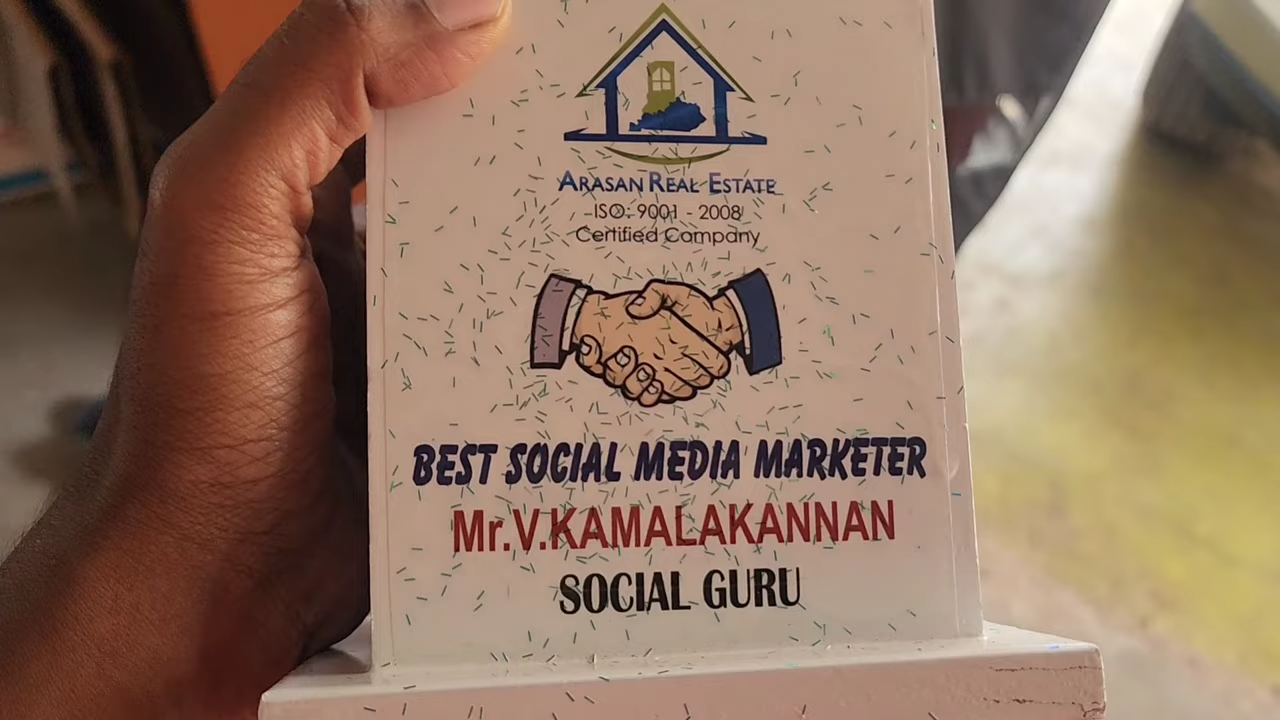 ARASAN REAL ESTATE
ISO: 9001 - 2008
Certified Company
BEST SOCIAL MEDIA MARKETER
Mr.V.KAMALAKANNAN
SOCIAL GURU